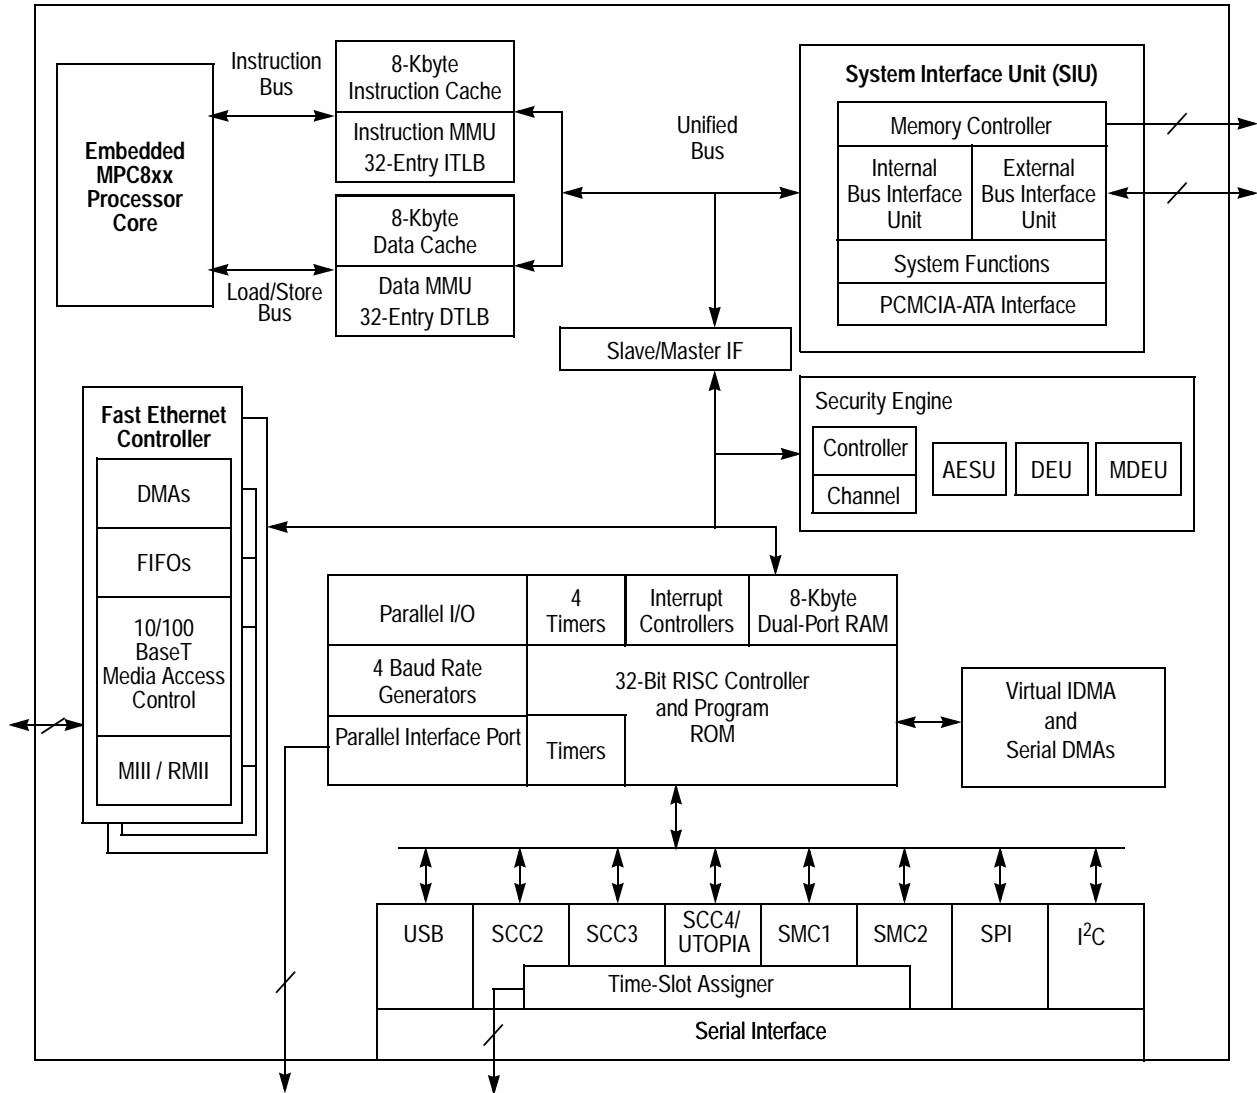 Instruction
Bus
8-Kbyte
Instruction Cache
Instruction MMU
32-Entry ITLB
Embedded
MPC8xx
Processor
Core
8-Kbyte
Data Cache
Data MMU
32-Entry DTLB
Load/Store
Bus
Unified
Bus
System Interface Unit (SIU)
Memory Controller
Internal
Bus Interface
Unit
External
Bus Interface
Unit
System Functions
PCMCIA-ATA Interface
Slave/Master IF
Security Engine
Controller
Channel
AESU
DEU
MDEU
Fast Ethernet
Controller
DMAs
FIFOs
10/100
BaseT
Media Access
Control
MIII / RMII
Parallel I/O
4
Timers
Interrupt
Controllers
8-Kbyte
Dual-Port RAM
4 Baud Rate
Generators
32-Bit RISC Controller
and Program
ROM
Parallel Interface Port
Timers
Virtual IDMA
and
Serial DMAs
USB
SCC2
SCC3
SCC4/
UTOPIA
SMC1
SMC2
SPI
I²C
Time-Slot Assigner
Serial Interface